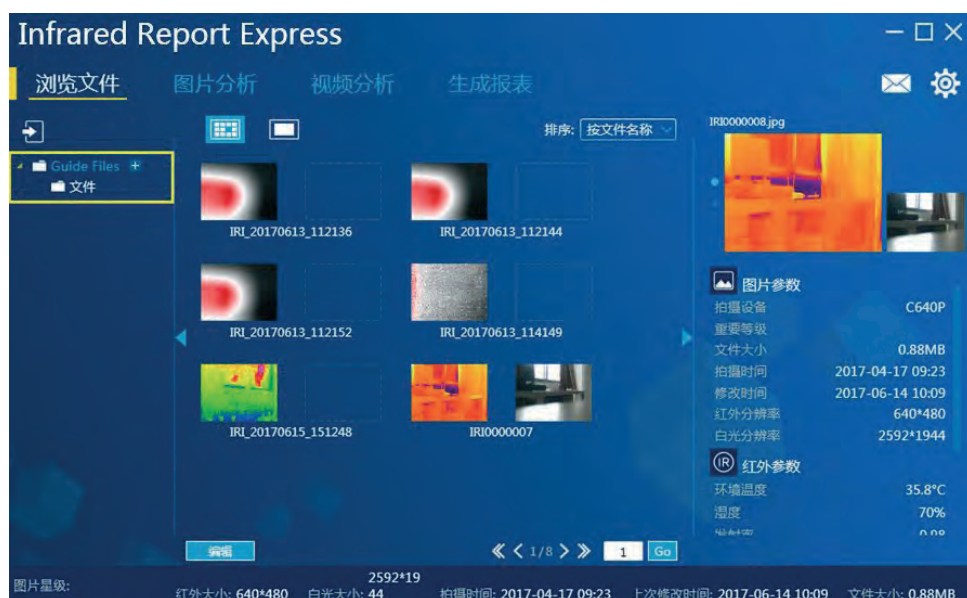 Infrared Report Express
浏览文件 图片分析 视频分析 生成报表
排序: 按文件名称
Guide Files +
文件
IRI_20170613_112136 IRI_20170613_112144
IRI_20170613_112152 IRI_20170613_114149
IRI_20170615_151248 IRI0000007
编辑
1/8 1 Go
IRI0000008.jpg
图片参数
拍摄设备 C640P
重要等级
文件大小 0.88MB
拍摄时间 2017-04-17 09:23
修改时间 2017-06-14 10:09
红外分辨率 640*480
白光分辨率 2592*1944
IR 红外参数
环境温度 35.8°C
湿度 70%
发射率 0.98
图片星级:
红外大小: 640*480 白光大小: 2592*19
44 拍摄时间: 2017-04-17 09:23 上次修改时间: 2017-06-14 10:09 文件大小: 0.88MB